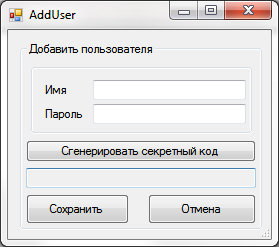 AddUser
Добавить пользователя
Имя
Пароль
Сгенерировать секретный код
Сохранить
Отмена